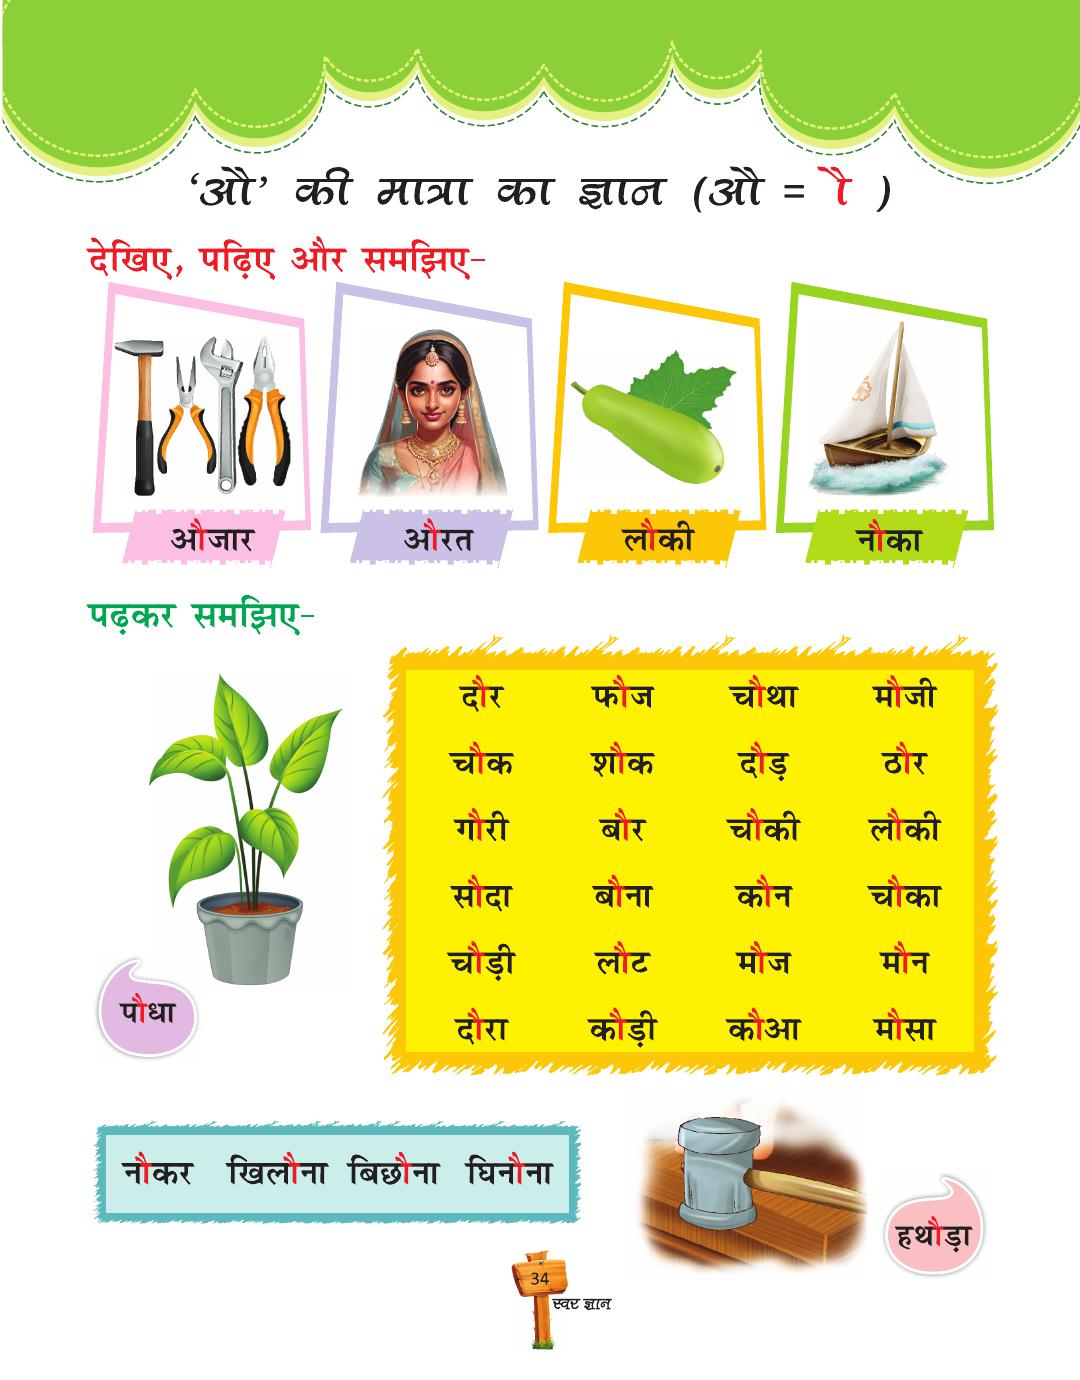 ‘औ’ की मात्रा का ज्ञान (औ = ौ )
देखिए, पढ़िए और समझिए-
औजार औरत लौकी नौका
पढ़कर समझिए-
दौर फौज चौथा मौजी
चौक शौक दौड़ ठौर
गौरी बौर चौकी लौकी
सौदा बौना कौन चौका
चौड़ी लौट मौज मौन
दौरा कौड़ी कौआ मौसा
पौधा
नौकर खिलौना बिछौना घिनौना
हथौड़ा
34
स्वर ज्ञान